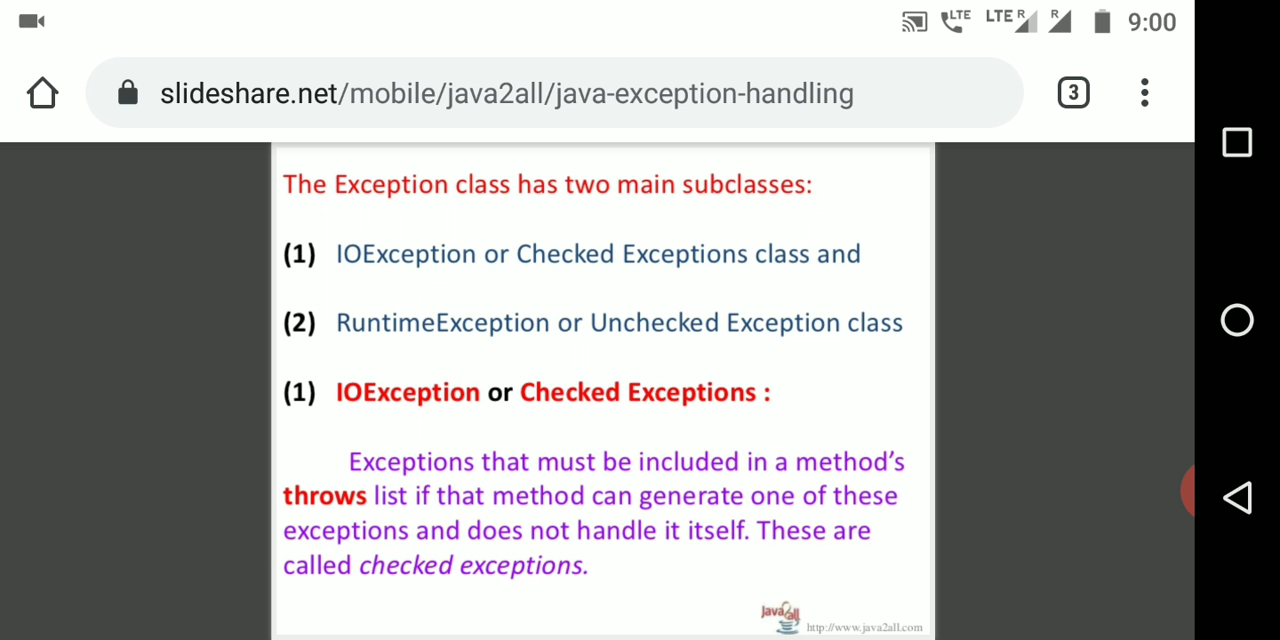 LTE LTE R R 9:00
slideshare.net/mobile/java2all/java-exception-handling 3
The Exception class has two main subclasses:
(1) IOException or Checked Exceptions class and
(2) RuntimeException or Unchecked Exception class
(1) IOException or Checked Exceptions :
Exceptions that must be included in a method's
throws list if that method can generate one of these
exceptions and does not handle it itself. These are
called checked exceptions.
Java2all
http://www.java2all.com